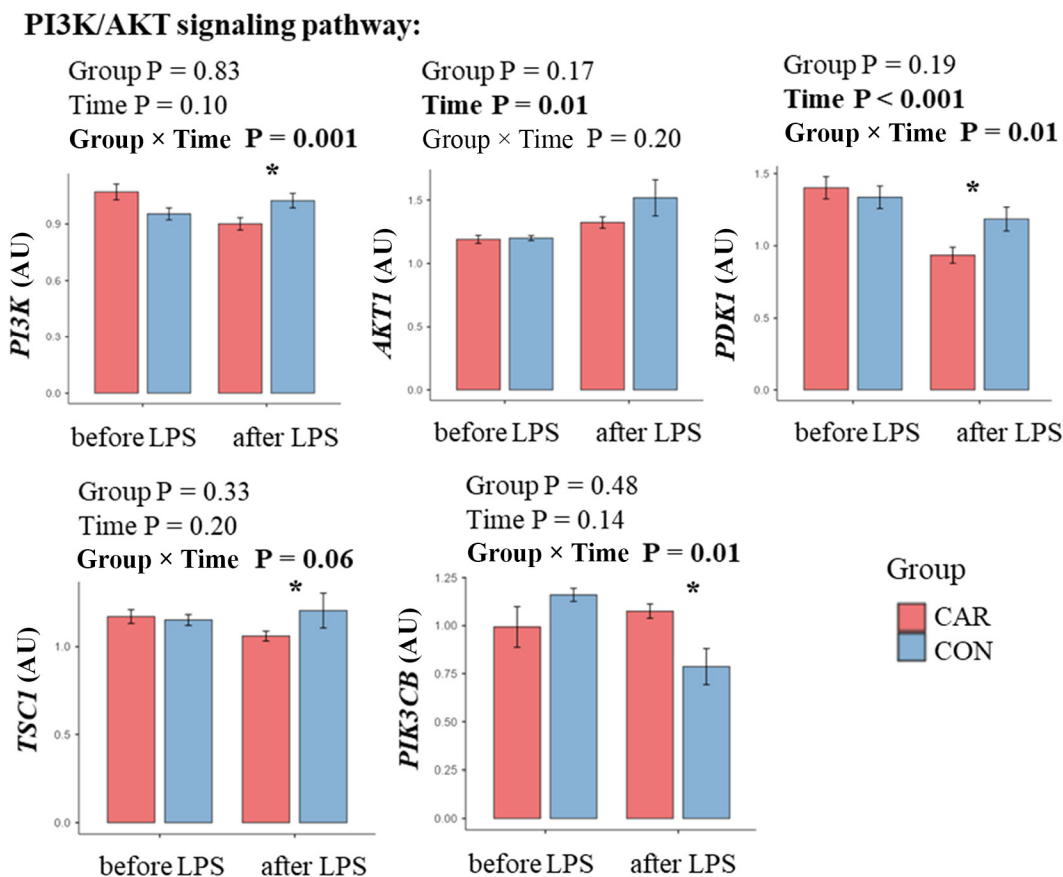 PI3K/AKT signaling pathway:
Group P = 0.83
Time P = 0.10
Group × Time P = 0.001
*
PI3K (AU)
0.9
0.6
0.3
0.0
before LPS
after LPS
Group P = 0.17
Time P = 0.01
Group × Time P = 0.20
AKT1 (AU)
1.5
1.0
0.5
0.0
before LPS
after LPS
Group P = 0.19
Time P < 0.001
Group × Time P = 0.01
*
PDK1 (AU)
1.5
1.0
0.5
0.0
before LPS
after LPS
Group P = 0.33
Time P = 0.20
Group × Time P = 0.06
*
TSC1 (AU)
1.0
0.5
0.0
before LPS
after LPS
Group P = 0.48
Time P = 0.14
Group × Time P = 0.01
*
PIK3CB (AU)
1.25
1.00
0.75
0.50
0.25
0.00
before LPS
after LPS
Group
CAR
CON